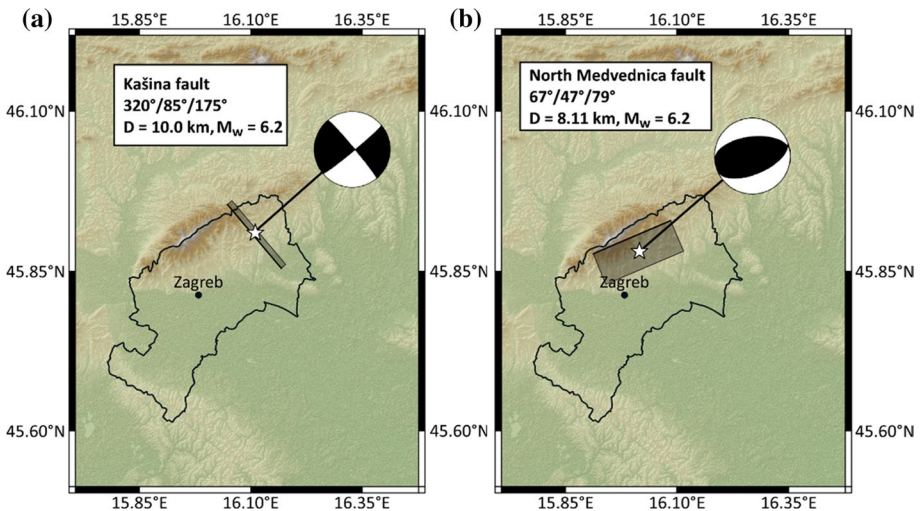 (a)
15.85°E 16.10°E 16.35°E
Kašina fault
320°/85°/175°
D = 10.0 km, Mw = 6.2
46.10°N
45.85°N
45.60°N
Zagreb
15.85°E 16.10°E 16.35°E
(b)
15.85°E 16.10°E 16.35°E
North Medvednica fault
67°/47°/79°
D = 8.11 km, Mw = 6.2
46.10°N
45.85°N
45.60°N
Zagreb
15.85°E 16.10°E 16.35°E